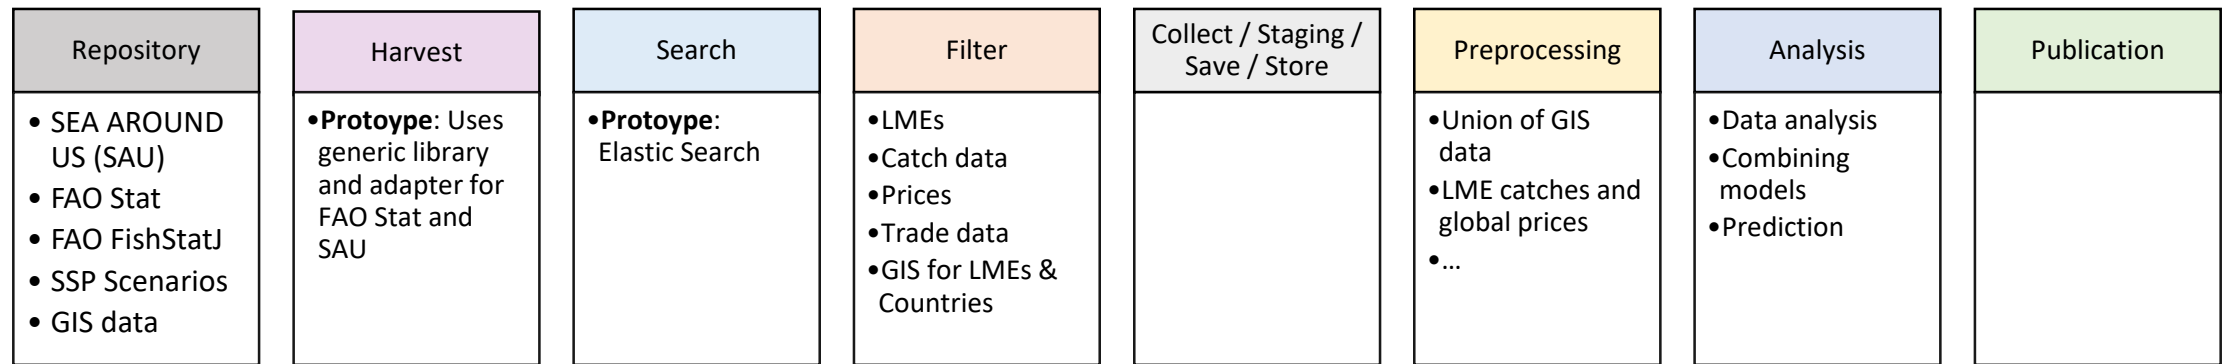 Repository
• SEA AROUND
US (SAU)
• FAO Stat
• FAO FishStatJ
• SSP Scenarios
• GIS data
Harvest
•Protoype: Uses
generic library
and adapter for
FAO Stat and
SAU
Search
•Protoype:
Elastic Search
Filter
•LMEs
•Catch data
•Prices
•Trade data
•GIS for LMEs &
Countries
Collect / Staging /
Save / Store
Preprocessing
•Union of GIS
data
•LME catches and
global prices
•...
Analysis
•Data analysis
•Combining
models
•Prediction
Publication